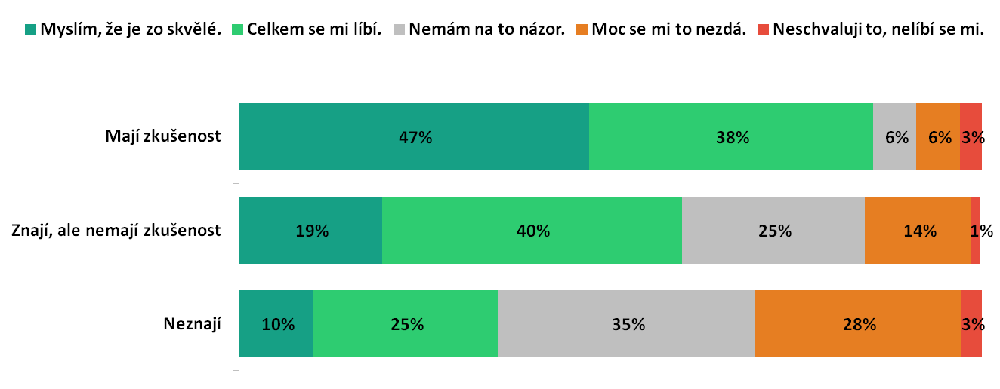 Myslím, že je zo skvělé. Celkem se mi líbí. Nemám na to názor. Moc se mi to nezdá. Neschvaluji to, nelíbí se mi.
Mají zkušenost 47% 38% 6% 6% 3%
Znají, ale nemají zkušenost 19% 40% 25% 14% 1%
Neznají 10% 25% 35% 28% 3%